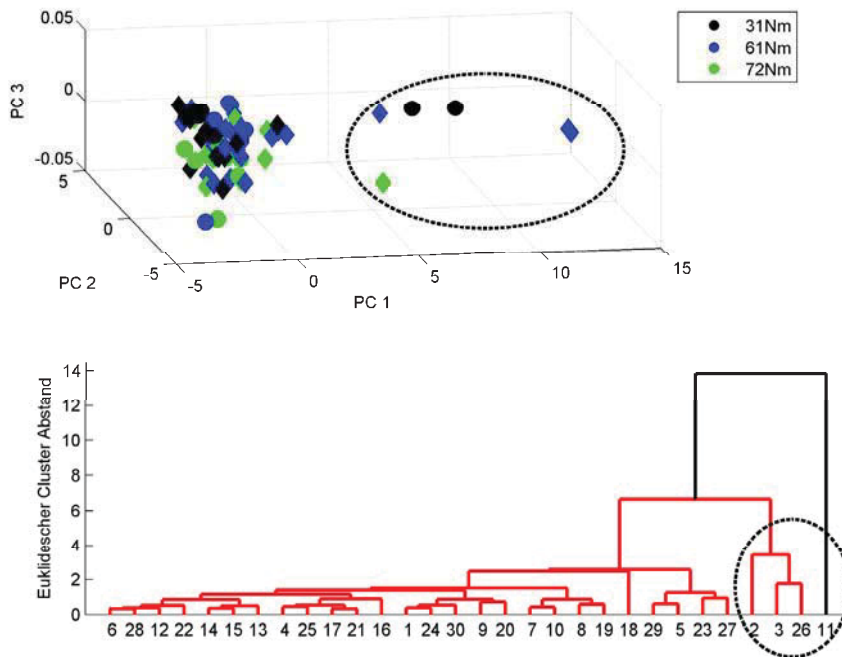 0.05
0
-0.05
PC 3
5
0
-5
PC 2
-5
0
5
10
15
PC 1
31Nm
61Nm
72Nm
Euklidescher Cluster Abstand
14
12
10
8
6
4
2
0
6 28 12 22 14 15 13 4 25 17 21 16 1 24 30 9 20 7 10 8 19 18 29 5 23 27 2 3 26 11